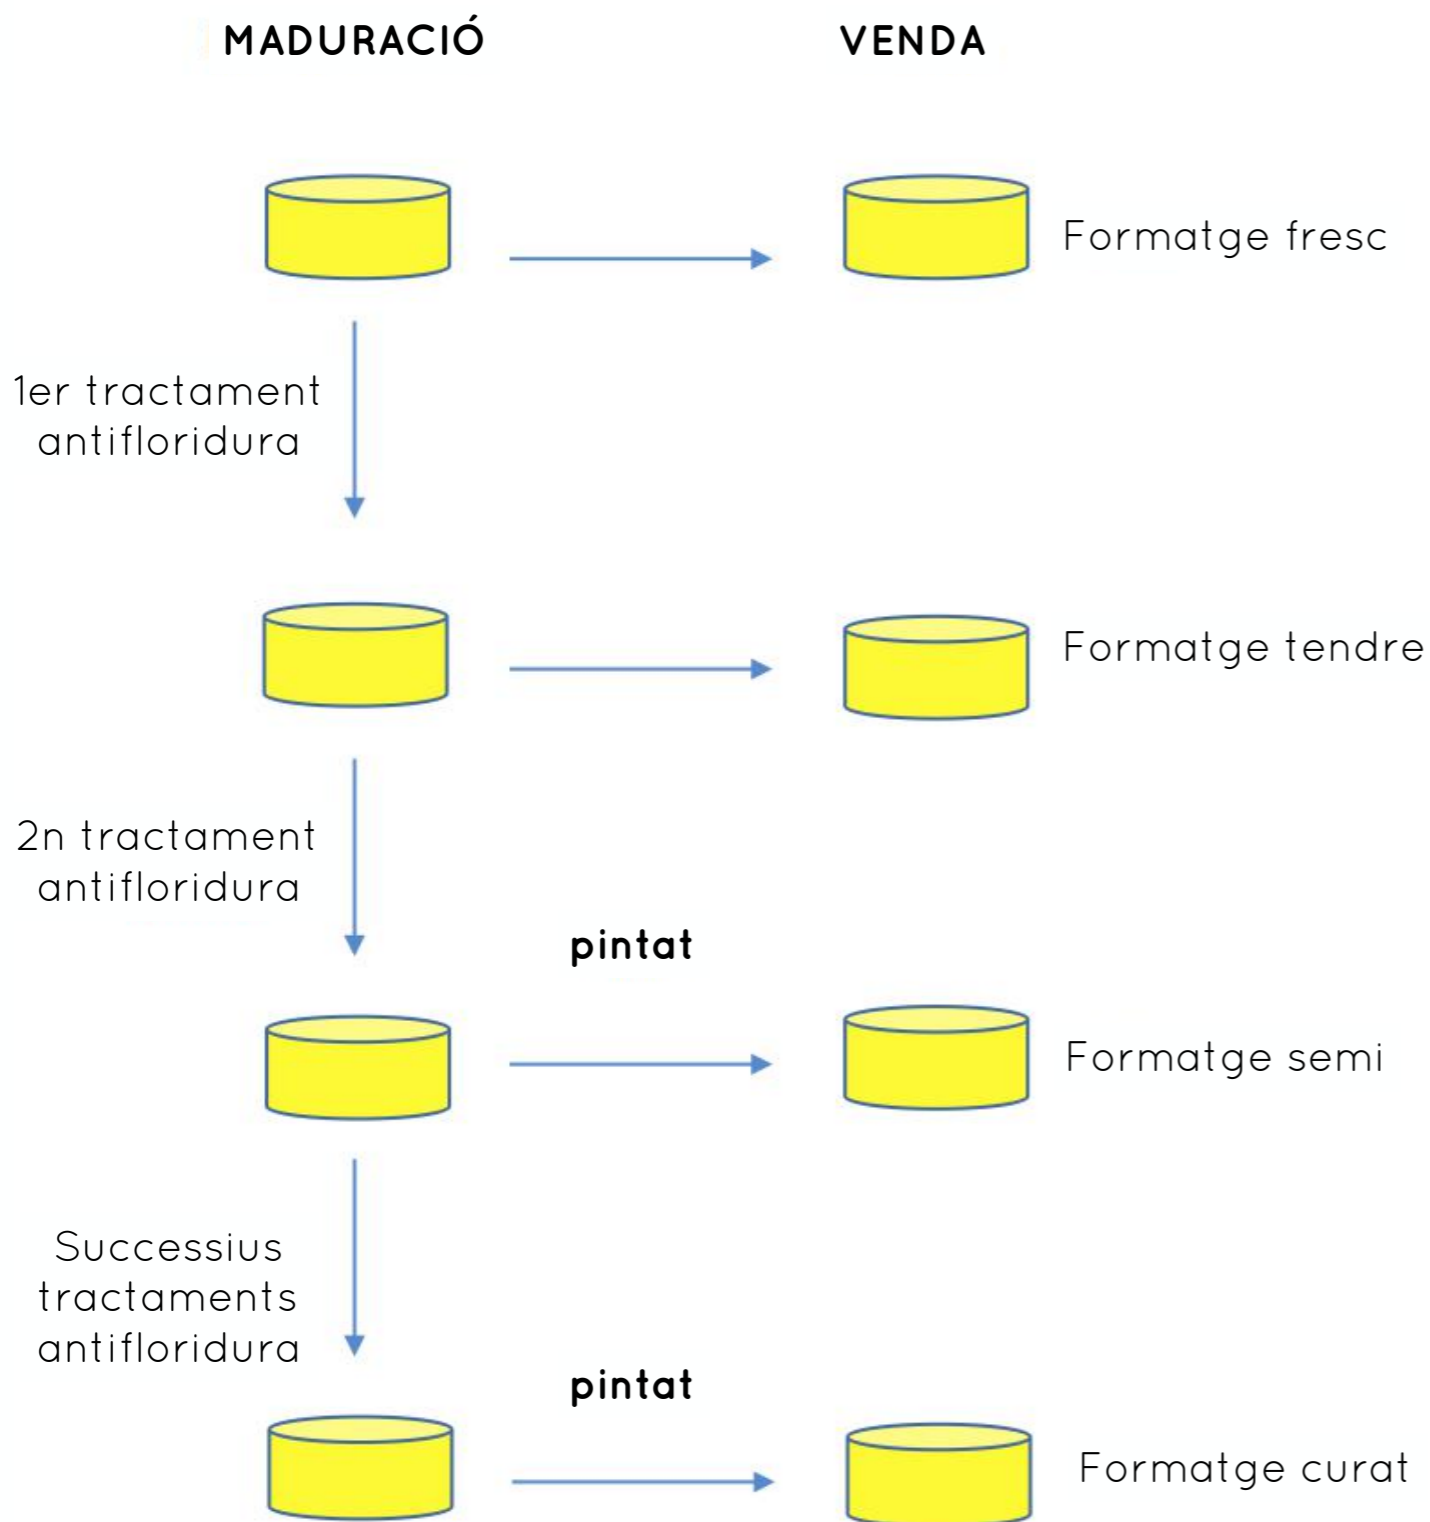 MADURACIÓ
VENDA
Formatge fresc
1er tractament
antifloridura
Formatge tendre
2n tractament
antifloridura
pintat
Formatge semi
Successius
tractaments
antifloridura
pintat
Formatge curat